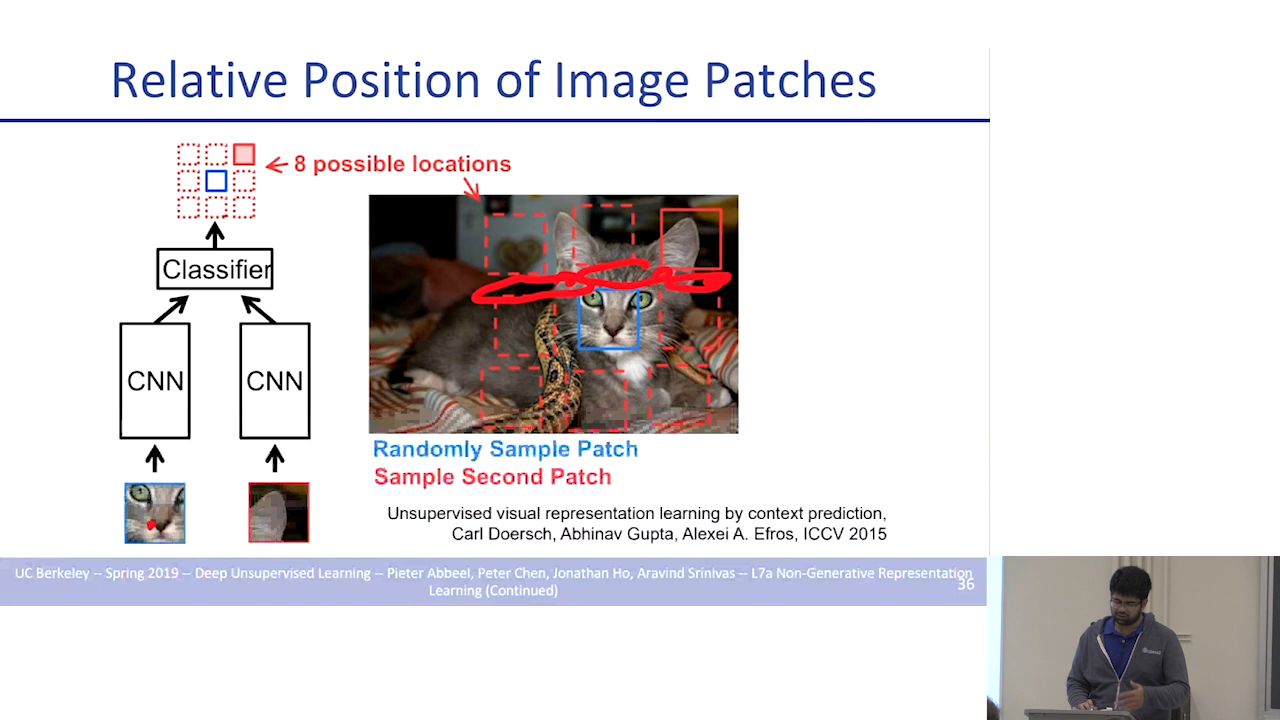 Relative Position of Image Patches
8 possible locations
Classifier
CNN
CNN
Randomly Sample Patch
Sample Second Patch
Unsupervised visual representation learning by context prediction,
Carl Doersch, Abhinav Gupta, Alexei A. Efros, ICCV 2015
UC Berkeley -- Spring 2019 -- Deep Unsupervised Learning -- Pieter Abbeel, Peter Chen, Jonathan Ho, Aravind Srinivas -- L7a Non-Generative Representation
Learning (Continued)
36